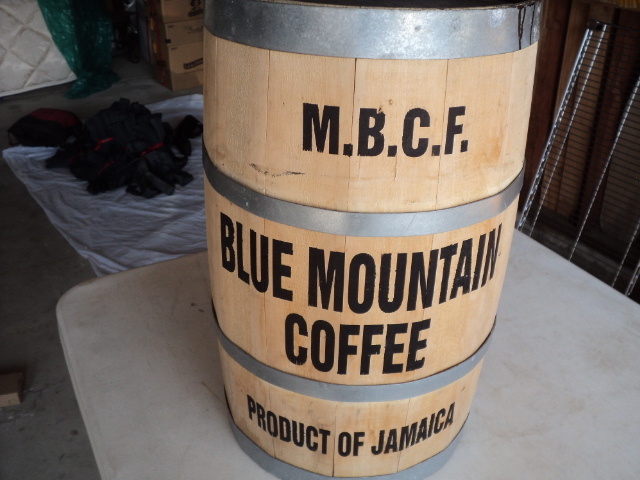 M.B.C.F.
BLUE MOUNTAIN
COFFEE
PRODUCT OF JAMAICA